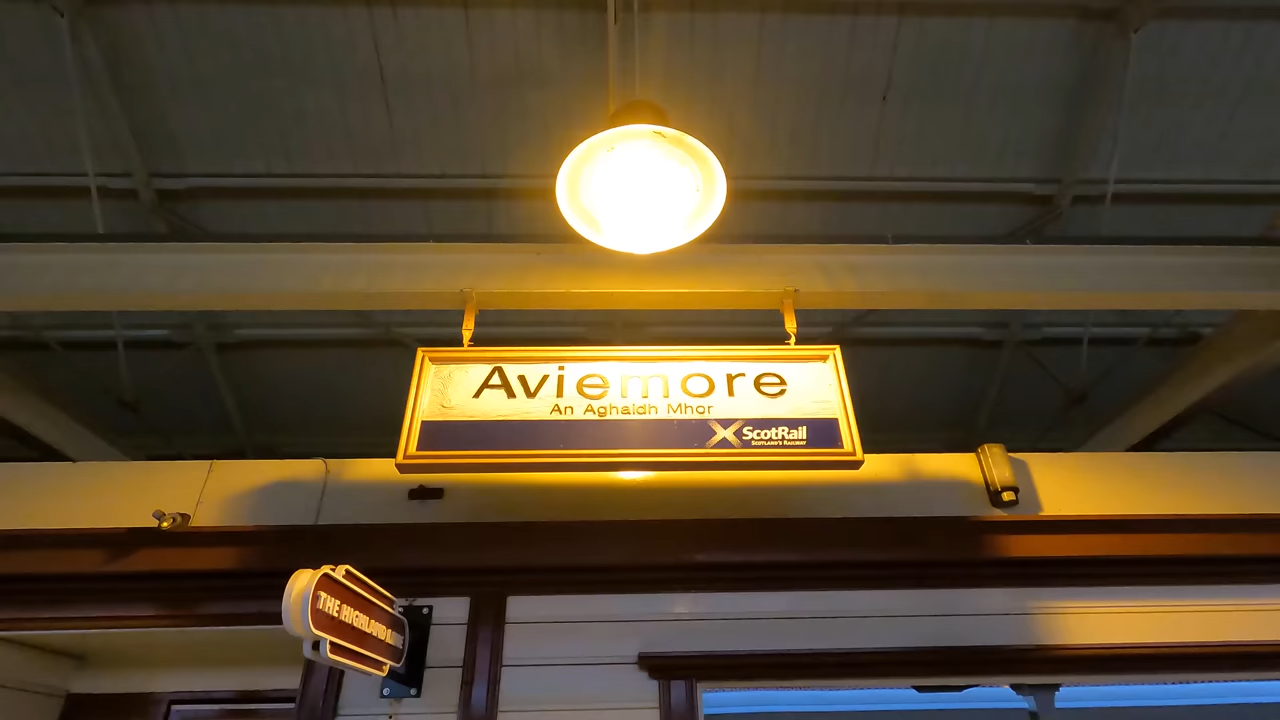 Aviemore
An Aghaidh Mhor
ScotRail
SCOTLAND'S RAILWAY
THE HIGHLAND